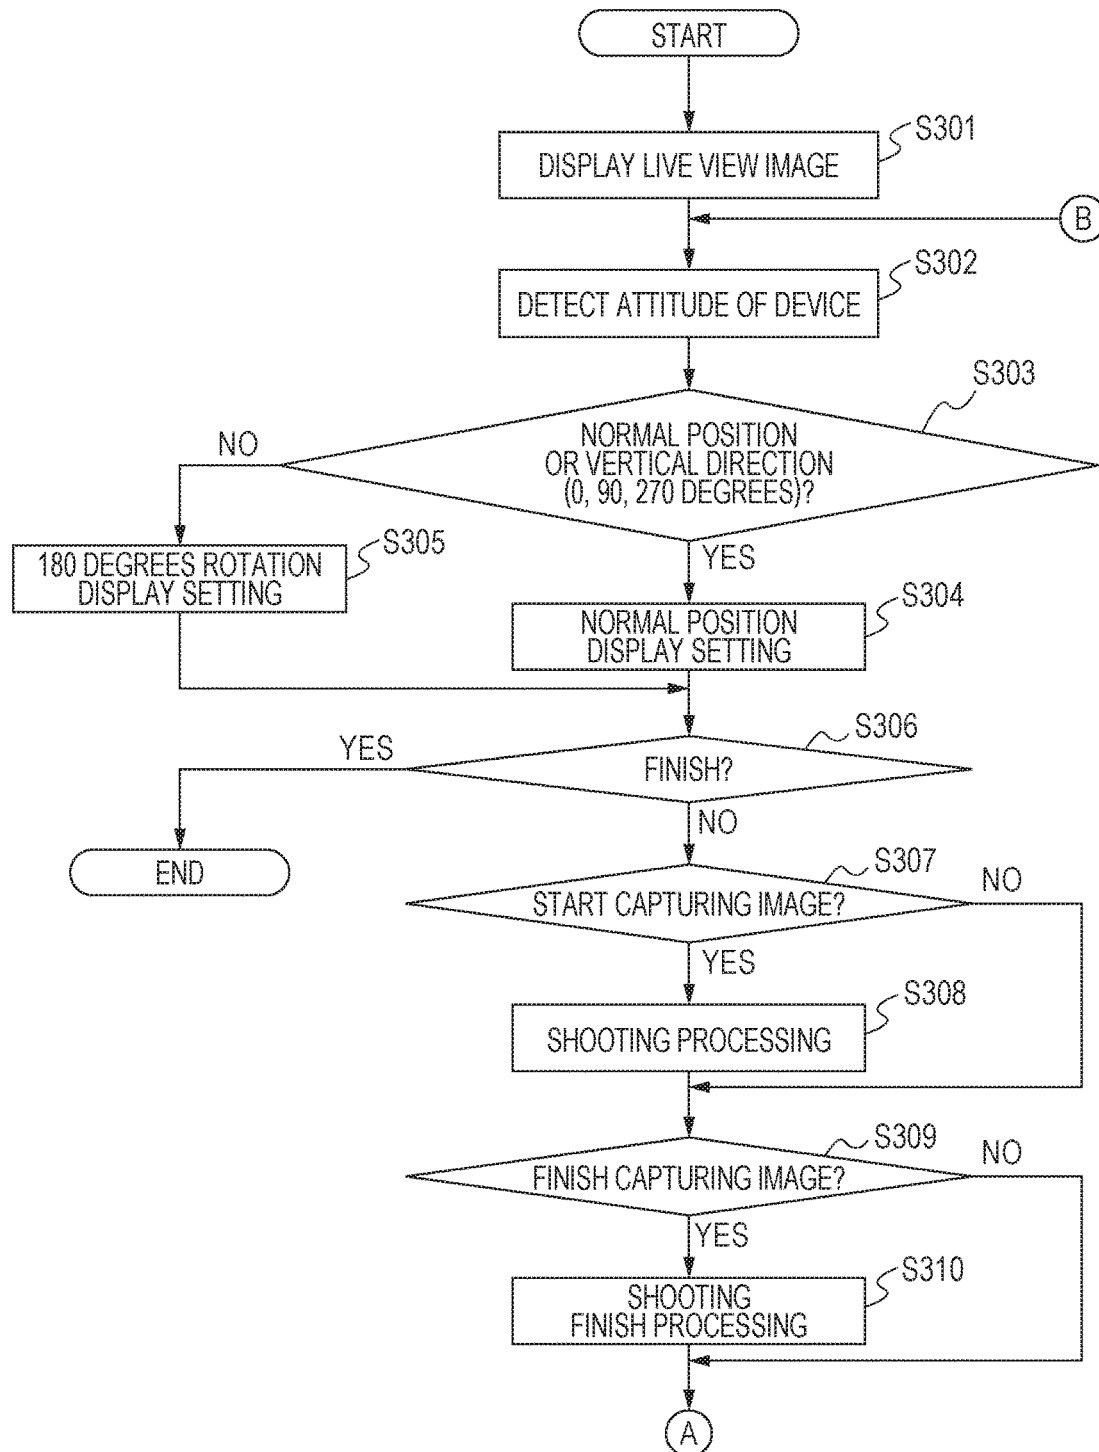 START
S301
DISPLAY LIVE VIEW IMAGE
B
S302
DETECT ATTITUDE OF DEVICE
S303
NO
NORMAL POSITION
OR VERTICAL DIRECTION
(0, 90, 270 DEGREES)?
YES
S305
180 DEGREES ROTATION
DISPLAY SETTING
S304
NORMAL POSITION
DISPLAY SETTING
S306
YES
FINISH?
NO
END
S307
NO
START CAPTURING IMAGE?
YES
S308
SHOOTING PROCESSING
S309
NO
FINISH CAPTURING IMAGE?
YES
S310
SHOOTING
FINISH PROCESSING
A